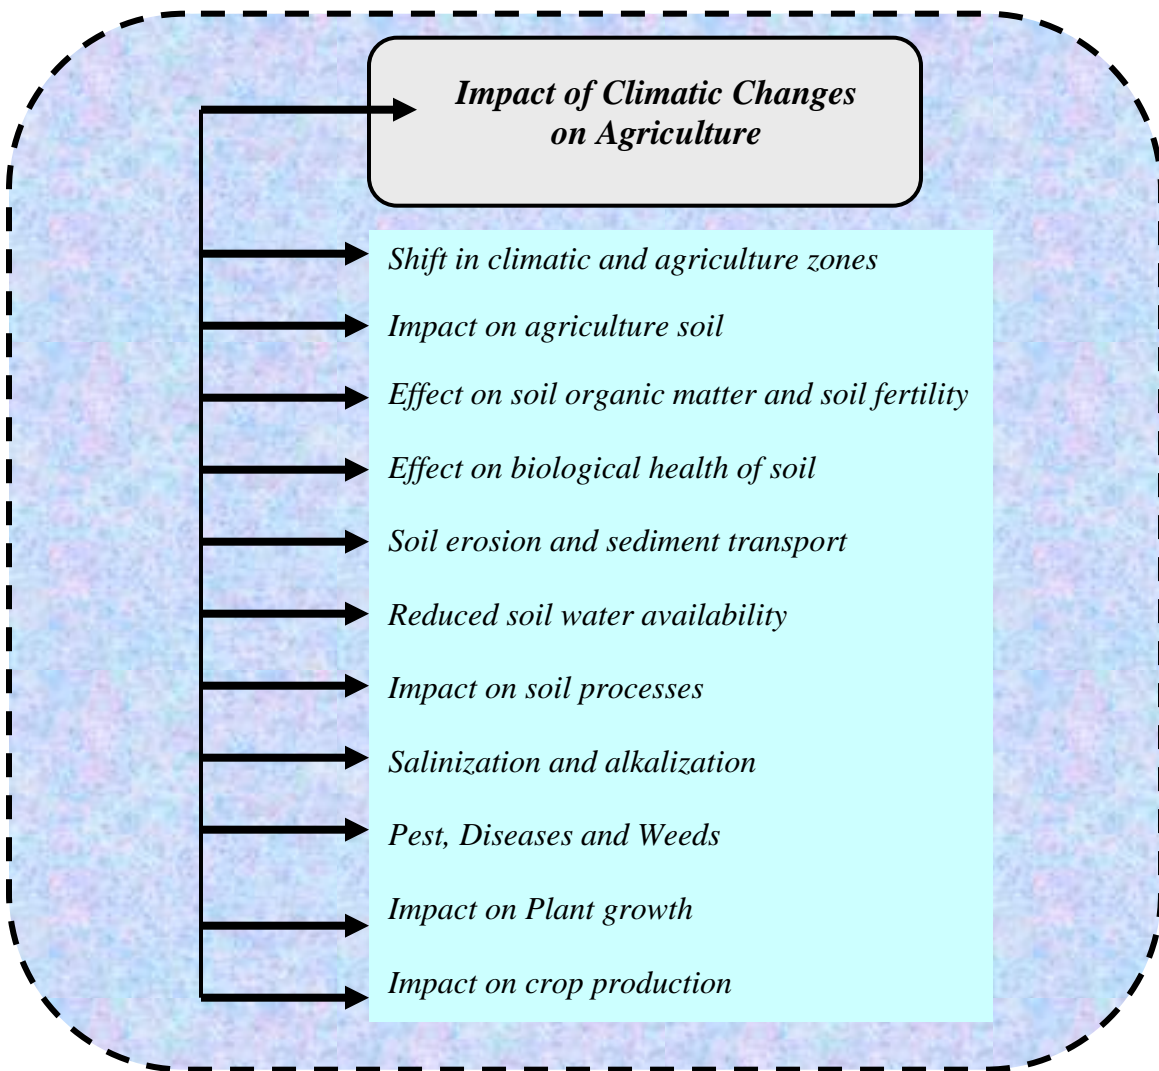 Impact of Climatic Changes
on Agriculture
Shift in climatic and agriculture zones
Impact on agriculture soil
Effect on soil organic matter and soil fertility
Effect on biological health of soil
Soil erosion and sediment transport
Reduced soil water availability
Impact on soil processes
Salinization and alkalization
Pest, Diseases and Weeds
Impact on Plant growth
Impact on crop production